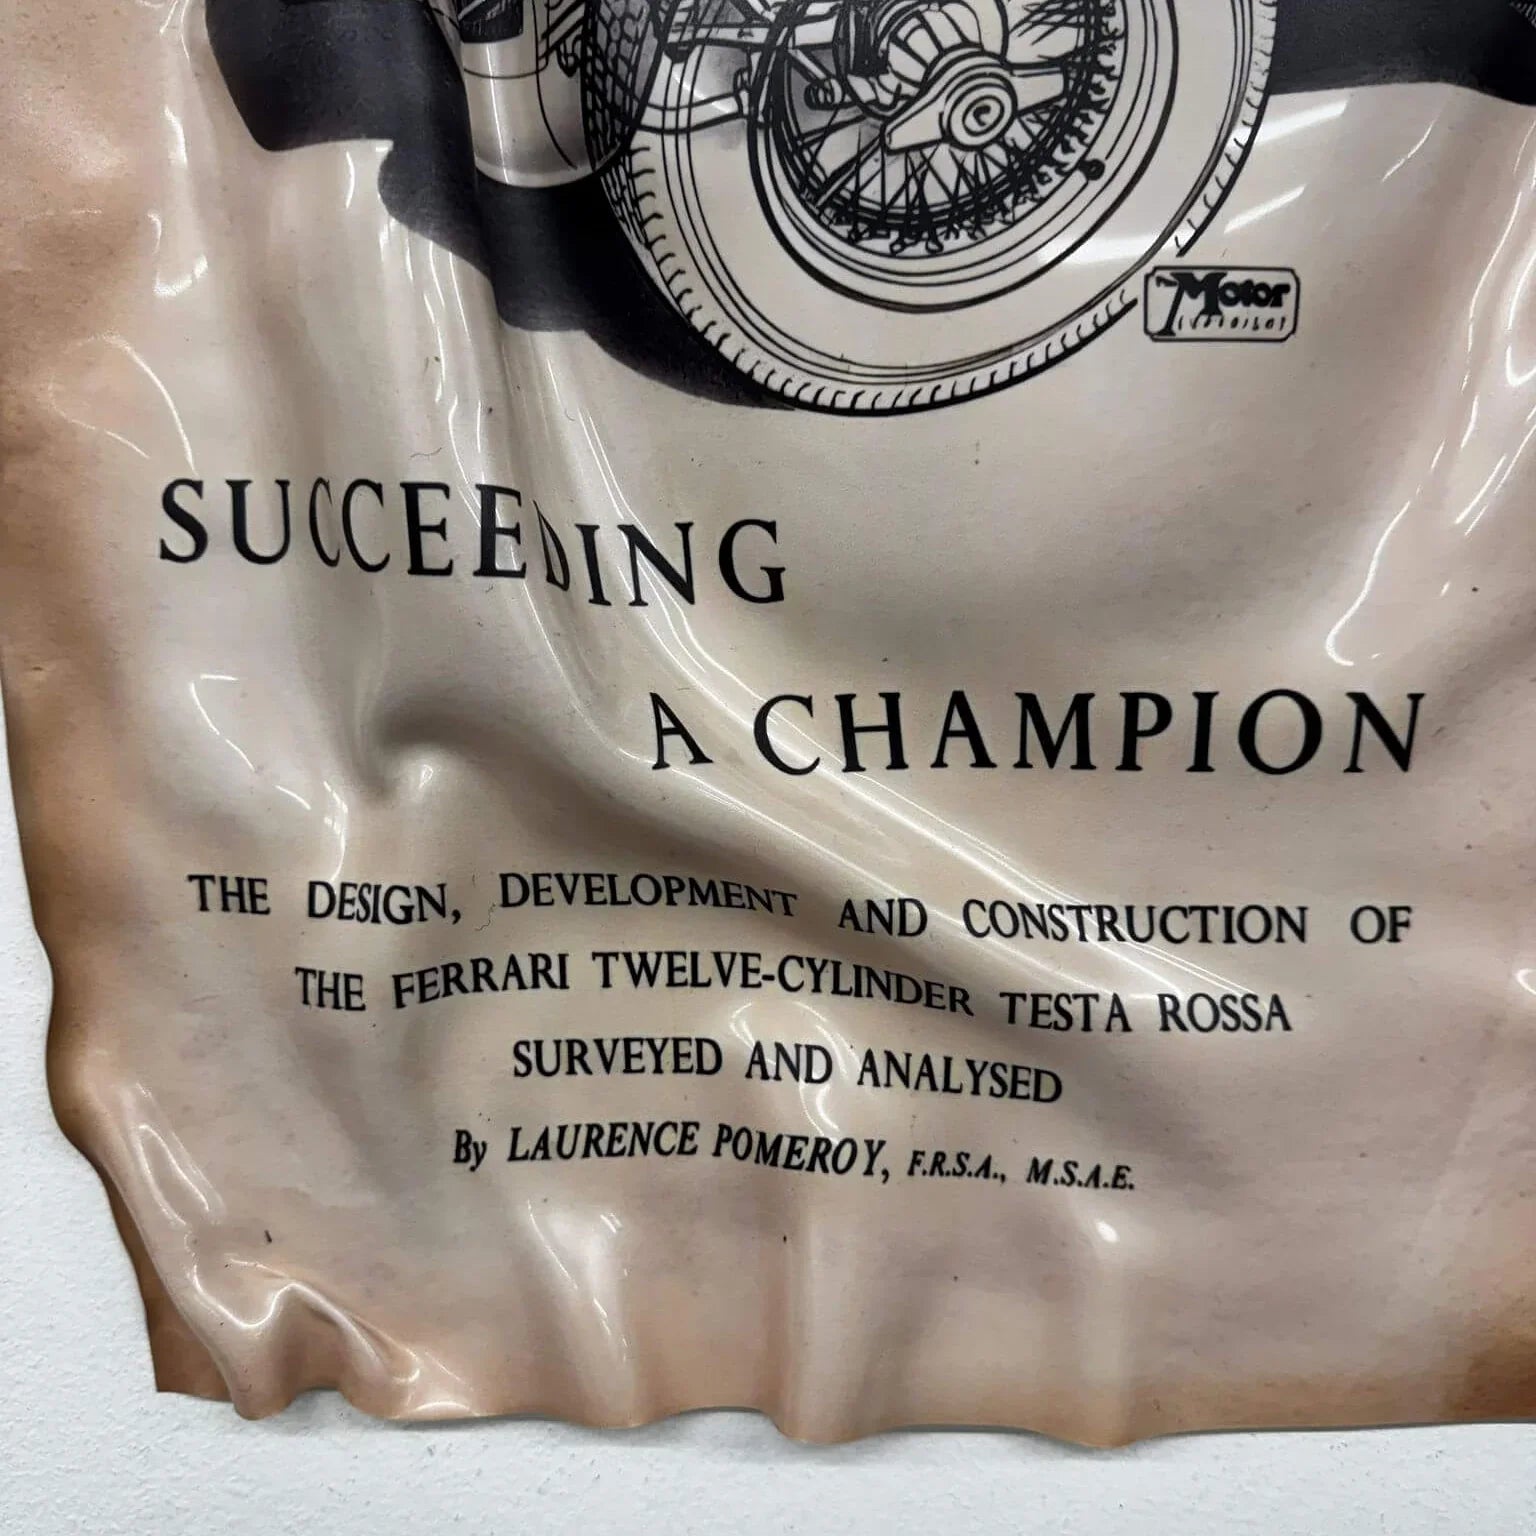 The Motor
SUCCEEDING
A CHAMPION
THE DESIGN, DEVELOPMENT AND CONSTRUCTION OF
THE FERRARI TWELVE-CYLINDER TESTA ROSSA
SURVEYED AND ANALYSED
By LAURENCE POMEROY, F.R.S.A., M.S.A.E.